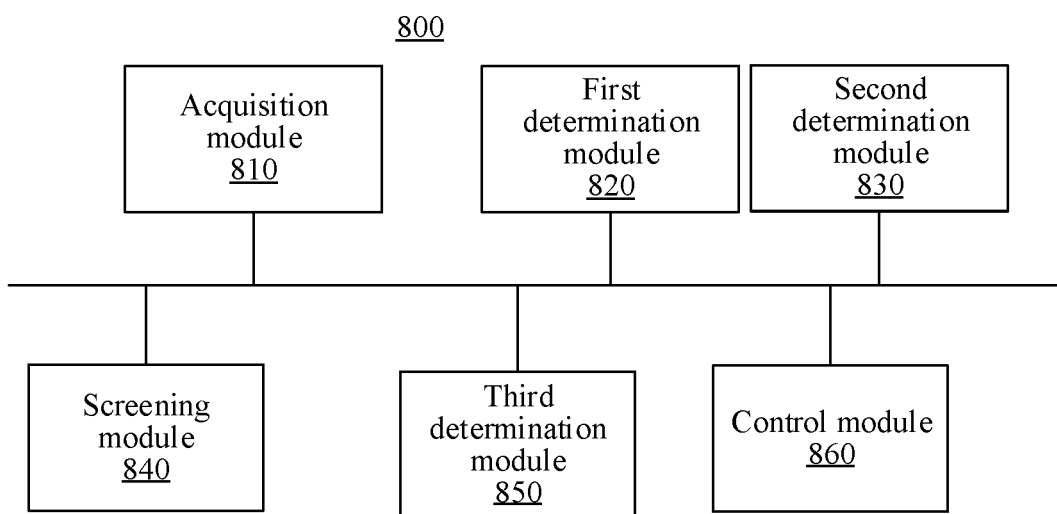 800
Acquisition
module
810
First
determination
module
820
Second
determination
module
830
Screening
module
840
Third
determination
module
850
Control module
860